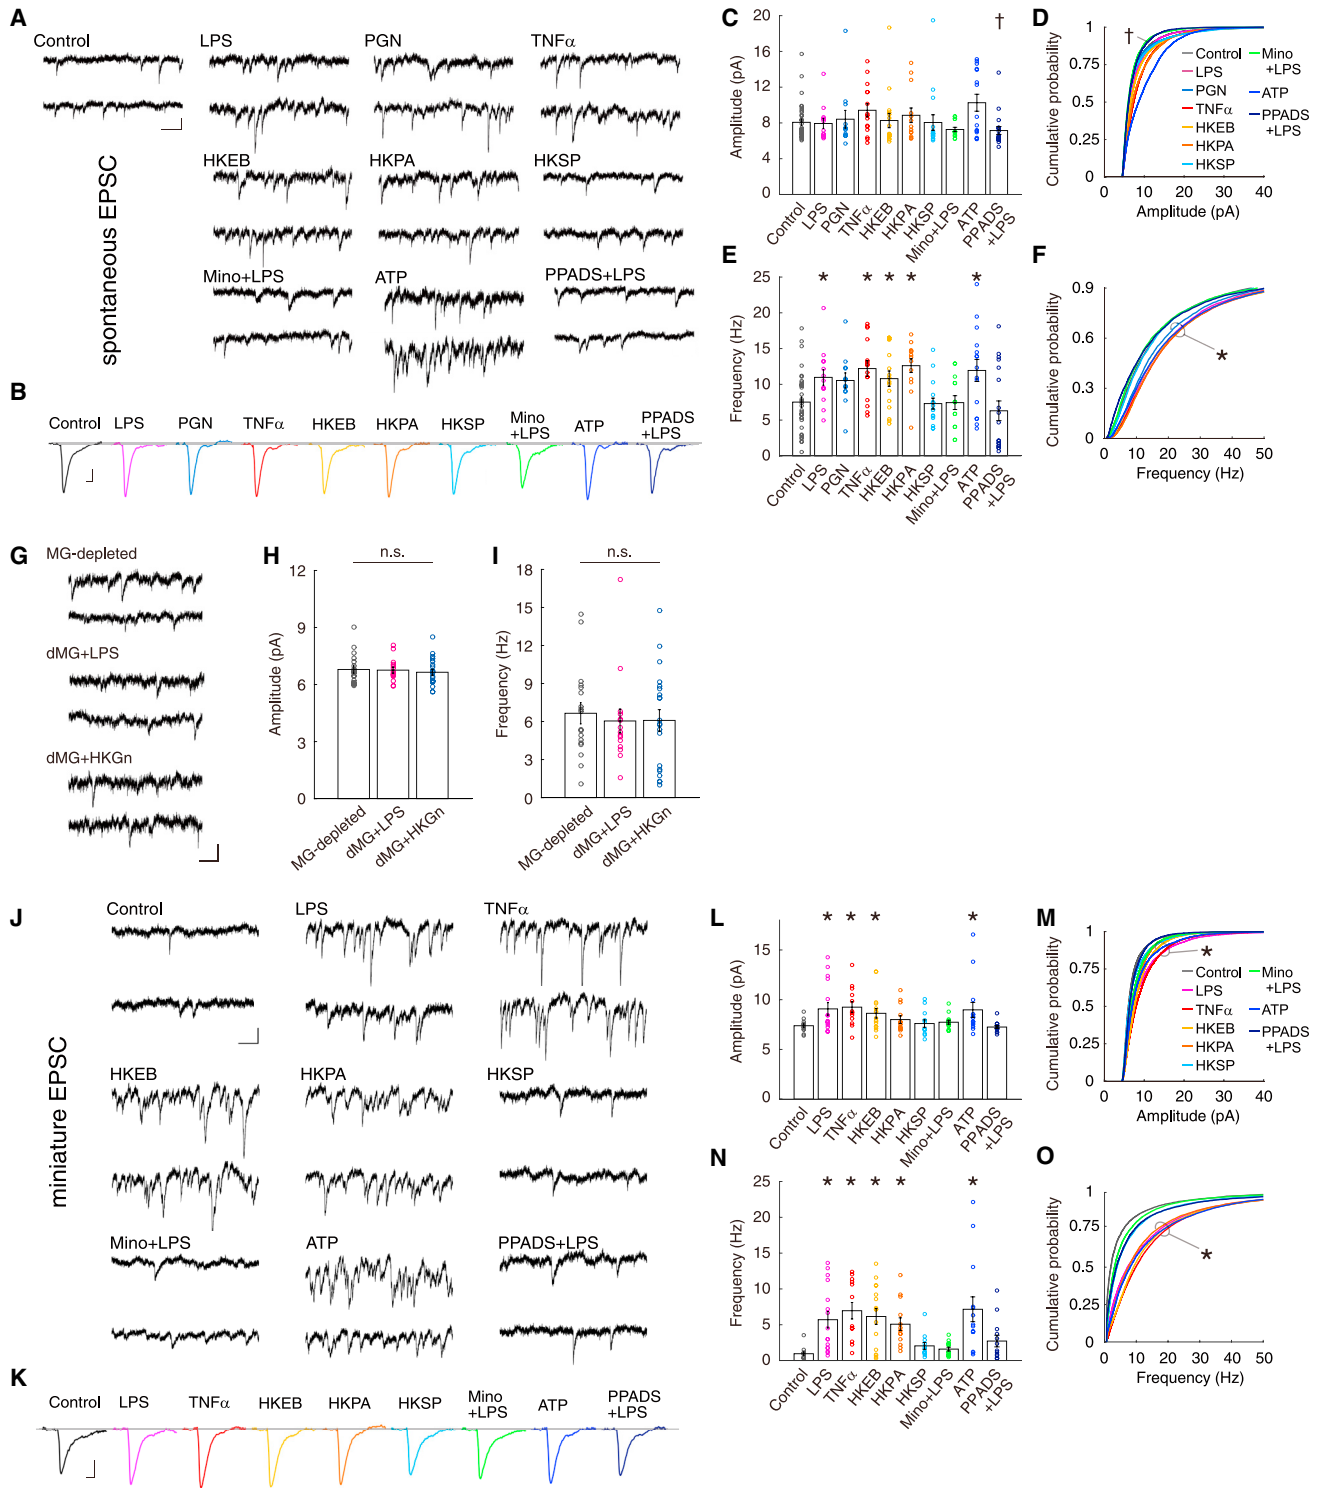 A
Control
LPS
PGN
TNFα
HKEB
HKPA
HKSP
Mino+LPS
ATP
PPADS+LPS
spontaneous EPSC
B
Control
LPS
PGN
TNFα
HKEB
HKPA
HKSP
Mino
+LPS
ATP
PPADS
+LPS
C
Amplitude (pA)
20
16
12
8
4
0
†
Control
LPS
PGN
TNFα
HKEB
HKPA
HKSP
Mino+LPS
ATP
PPADS
+LPS
D
Cumulative probability
1
0.75
0.5
0.25
0
†
Control
LPS
PGN
TNFα
HKEB
HKPA
HKSP
Mino
+LPS
ATP
PPADS
+LPS
0 10 20 30 40
Amplitude (pA)
E
Frequency (Hz)
25
20
15
10
5
0
* * * * *
Control
LPS
PGN
TNFα
HKEB
HKPA
HKSP
Mino+LPS
ATP
PPADS
+LPS
F
Cumulative probability
0.9
0.6
0.3
0
*
0 10 20 30 40 50
Frequency (Hz)
G
MG-depleted
dMG+LPS
dMG+HKGn
H
n.s.
Amplitude (pA)
12
9
6
3
0
MG-depleted
dMG+LPS
dMG+HKGn
I
n.s.
Frequency (Hz)
18
15
12
9
6
3
0
MG-depleted
dMG+LPS
dMG+HKGn
J
Control
LPS
TNFα
HKEB
HKPA
HKSP
Mino+LPS
ATP
PPADS+LPS
miniature EPSC
K
Control
LPS
TNFα
HKEB
HKPA
HKSP
Mino
+LPS
ATP
PPADS
+LPS
L
Amplitude (pA)
15
10
5
0
* * * *
Control
LPS
TNFα
HKEB
HKPA
HKSP
Mino+LPS
ATP
PPADS
+LPS
M
Cumulative probability
1
0.75
0.5
0.25
0
*
Control
LPS
TNFα
HKEB
HKPA
HKSP
Mino
+LPS
ATP
PPADS
+LPS
0 10 20 30 40
Amplitude (pA)
N
Frequency (Hz)
25
20
15
10
5
0
* * * * *
Control
LPS
TNFα
HKEB
HKPA
HKSP
Mino+LPS
ATP
PPADS
+LPS
O
Cumulative probability
1
0.75
0.5
0.25
0
*
0 10 20 30 40 50
Frequency (Hz)